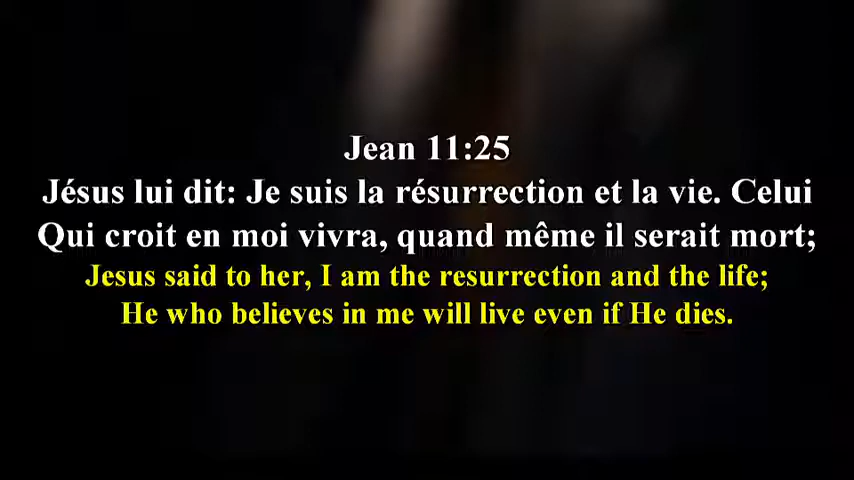 Jean 11:25
Jésus lui dit: Je suis la résurrection et la vie. Celui
Qui croit en moi vivra, quand même il serait mort;
Jesus said to her, I am the resurrection and the life;
He who believes in me will live even if He dies.